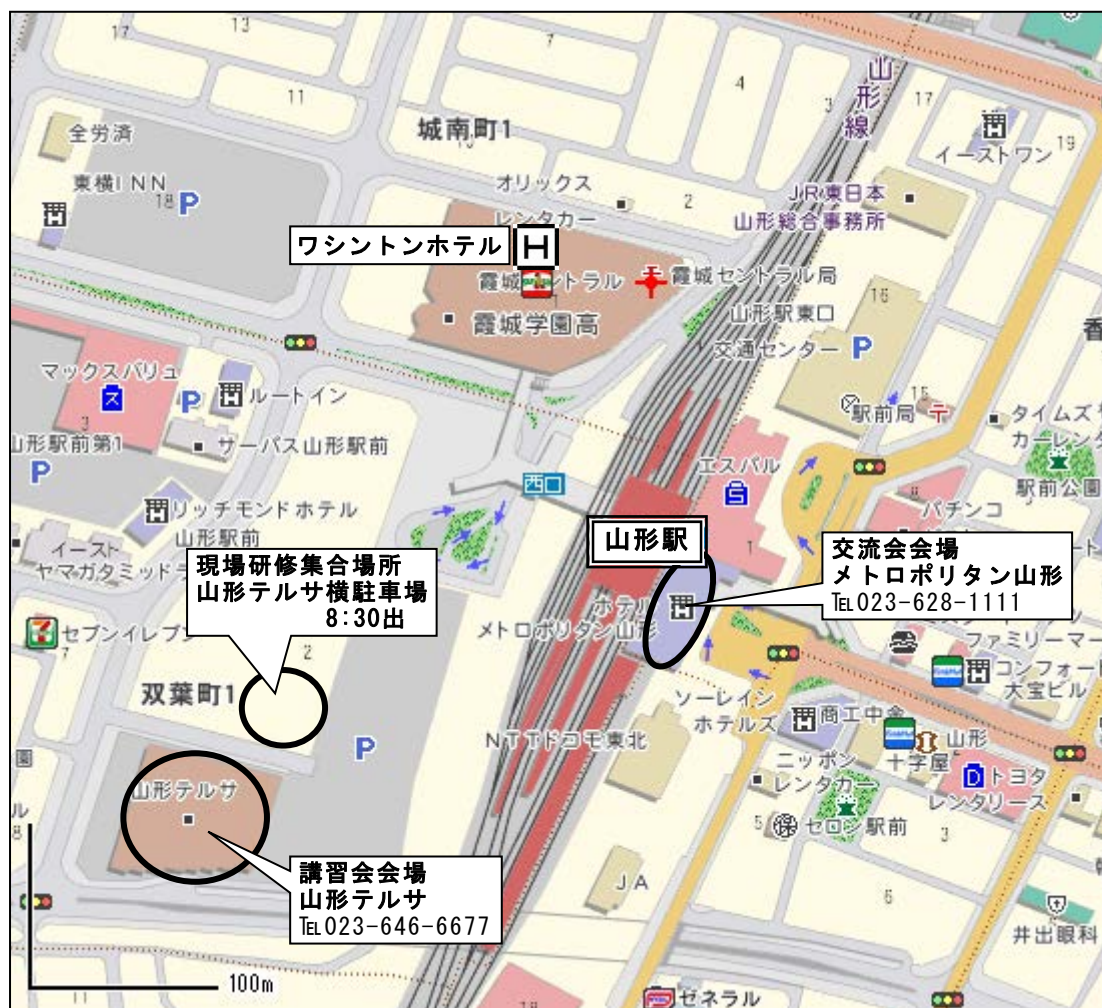 17
13
7
4
3
17
19
山形線
全労済
11
城南町1
10
イーストワン
東横INN
18
P
オリックス
レンタカー
2
JR東日本
山形総合事務所
ワシントンホテル
H
霞城セントラル
霞城セントラル局
1
霞城学園高
山形駅東口
交通センター
P
16
マックスバリュ
ス
3
P
ルートイン
サーパス山形駅前
山形駅前第1
P
15
駅前局
タイムズ
カーレンタ
駅前公園
香
エスパル
S
西口
リッチモンドホテル
山形駅前
イースト
ヤマガタミッド
パチンコ
山形駅
1
現場研修集合場所
山形テルサ横駐車場
8:30出
交流会会場
メトロポリタン山形
℡023-628-1111
ホテル
メトロポリタン山形
セブンイレブン
7
2
双葉町1
ファミリーマー
コンフォート
大宝ビル
ソーレイン
ホテルズ
商工中金
NTTドコモ東北
P
ニッポン
レンタカー
十字屋
山形
D
トヨタ
レンタリース
園
山形テルサ
ル
8
5
セロン駅前
3
講習会会場
山形テルサ
℡023-646-6677
JA
6
井出眼科
100m
11
ゼネラル